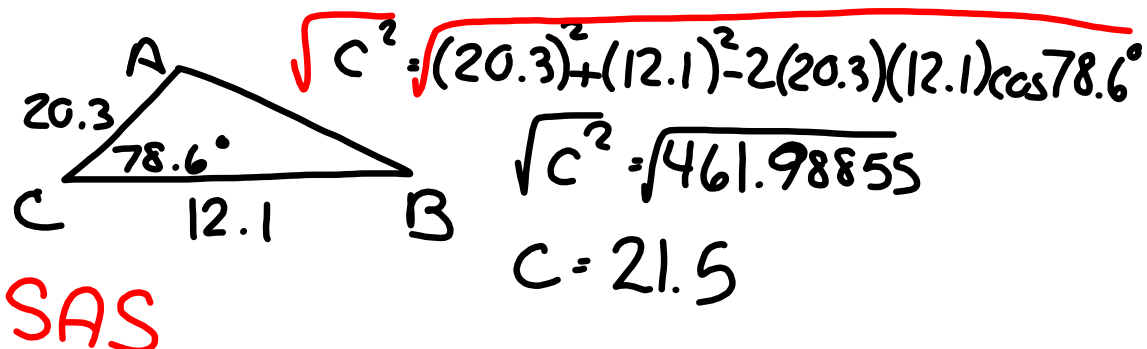 A
20.3
78.6°
C
12.1
B
SAS
√C² = √(20.3)²+(12.1)²-2(20.3)(12.1)cos78.6°
√C² = √461.98855
C = 21.5